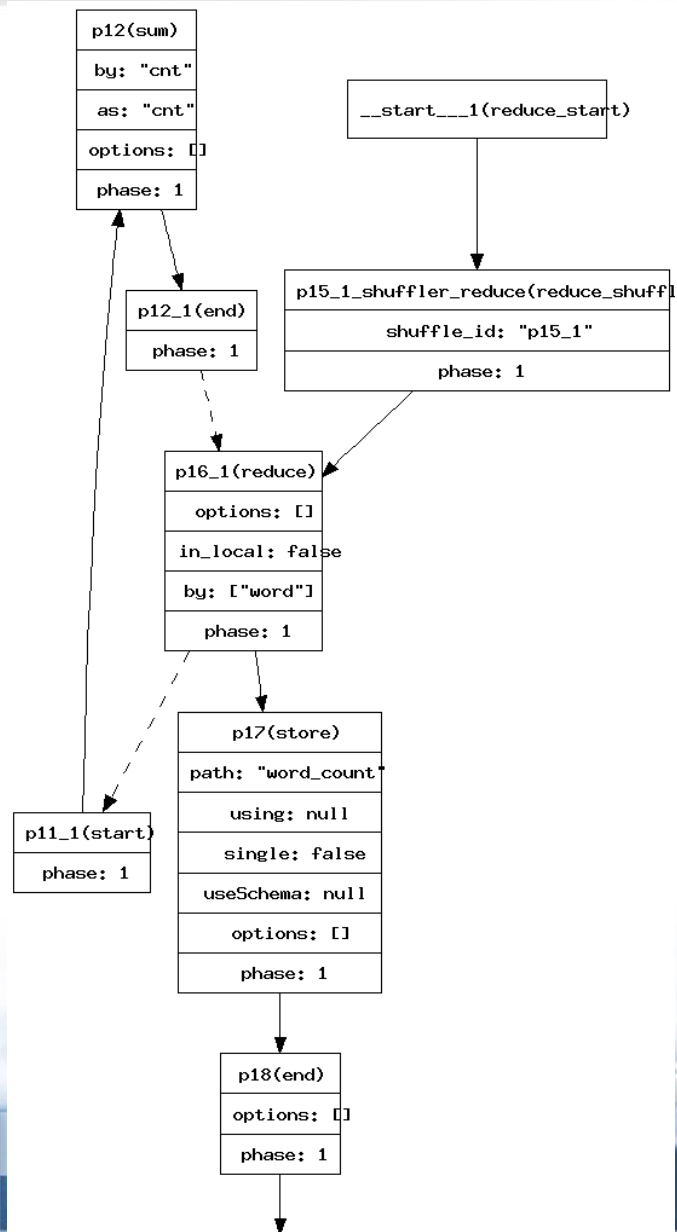 p12(sum)
by: "cnt"
as: "cnt"
options: []
phase: 1
__start___1(reduce_start)
p15_1_shuffler_reduce(reduce_shuffl
shuffle_id: "p15_1"
phase: 1
p12_1(end)
phase: 1
p16_1(reduce)
options: []
in_local: false
by: ["word"]
phase: 1
p17(store)
path: "word_count"
using: null
single: false
useSchema: null
options: []
phase: 1
p11_1(start)
phase: 1
p18(end)
options: []
phase: 1